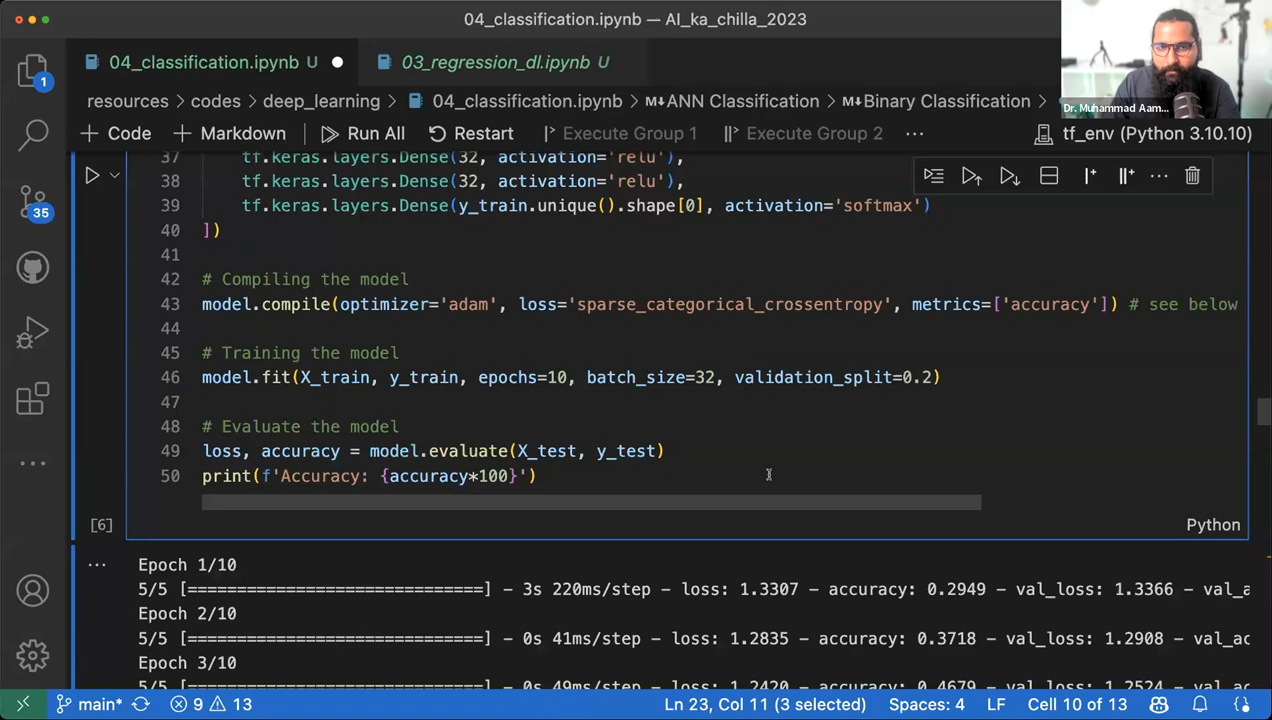 04_classification.ipynb — AI_ka_chilla_2023
04_classification.ipynb U
03_regression_dl.ipynb U
resources > codes > deep_learning > 04_classification.ipynb > M↓ANN Classification > M↓Binary Classification >
Dr. Muhammad Aam...
+ Code + Markdown Run All Restart Execute Group 1 Execute Group 2 ... tf_env (Python 3.10.10)
1
35
37 tf.keras.layers.Dense(32, activation='relu'),
38 tf.keras.layers.Dense(32, activation='relu'),
39 tf.keras.layers.Dense(y_train.unique().shape[0], activation='softmax')
40 ])
41
42 # Compiling the model
43 model.compile(optimizer='adam', loss='sparse_categorical_crossentropy', metrics=['accuracy']) # see below
44
45 # Training the model
46 model.fit(X_train, y_train, epochs=10, batch_size=32, validation_split=0.2)
47
48 # Evaluate the model
49 loss, accuracy = model.evaluate(X_test, y_test)
50 print(f'Accuracy: {accuracy*100}')
[6]
Python
... Epoch 1/10
5/5 [==============================] - 3s 220ms/step - loss: 1.3307 - accuracy: 0.2949 - val_loss: 1.3366 - val_a
Epoch 2/10
5/5 [==============================] - 0s 41ms/step - loss: 1.2835 - accuracy: 0.3718 - val_loss: 1.2908 - val_ac
Epoch 3/10
5/5 [==============================] - 0s 49ms/step - loss: 1.2420 - accuracy: 0.4679 - val_loss: 1.2524 - val_ac
main* 9 13 Ln 23, Col 11 (3 selected) Spaces: 4 LF Cell 10 of 13